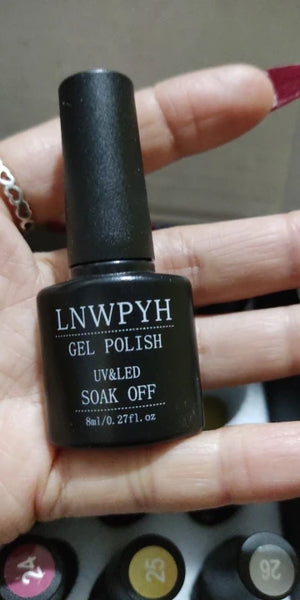 LNWPYH
GEL POLISH
UV&LED
SOAK OFF
8ml/0.27fl.oz
24
25
26